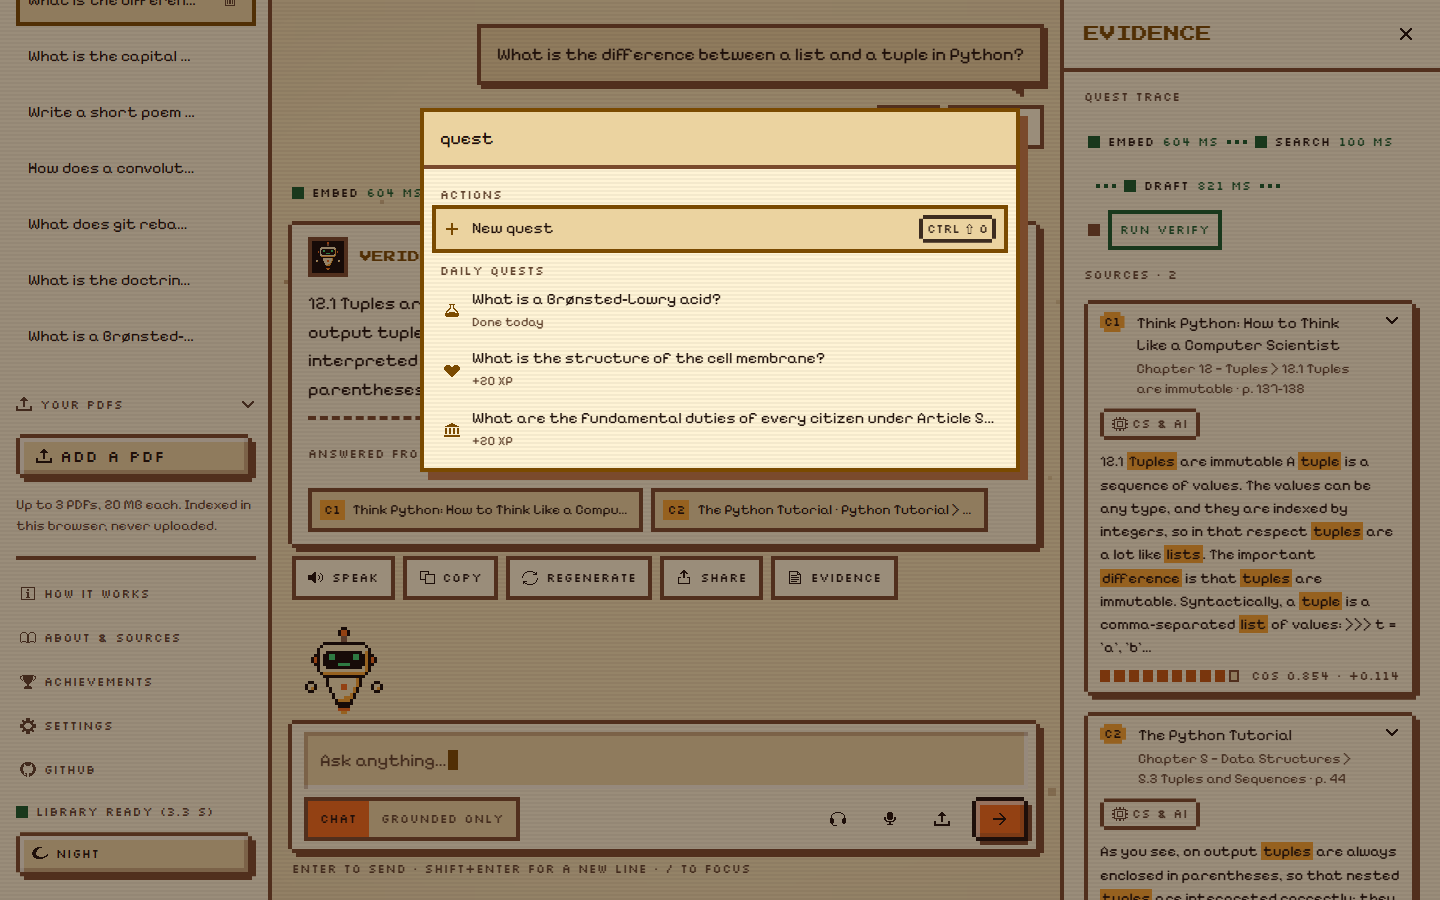 What is the differen...
What is the capital ...
Write a short poem ...
How does a convolut...
What does git reba...
What is the doctrin...
What is a Brønsted-...
YOUR PDFS
ADD A PDF
Up to 3 PDFs, 20 MB each. Indexed in
this browser, never uploaded.
HOW IT WORKS
ABOUT & SOURCES
ACHIEVEMENTS
SETTINGS
GITHUB
LIBRARY READY (3.3 S)
NIGHT
What is the difference between a list and a tuple in Python?
EMBED 604 MS
VERID
12.1 Tuples ar
output tuple
interpreted
parentheses
ANSWERED FRO
C1 Think Python: How to Think Like a Compu...
C2 The Python Tutorial · Python Tutorial > ...
SPEAK
COPY
REGENERATE
SHARE
EVIDENCE
Ask anything...
CHAT
GROUNDED ONLY
ENTER TO SEND · SHIFT+ENTER FOR A NEW LINE · / TO FOCUS
quest
ACTIONS
New quest
CTRL ⇧ O
DAILY QUESTS
What is a Brønsted-Lowry acid?
Done today
What is the structure of the cell membrane?
+20 XP
What are the fundamental duties of every citizen under Article 5...
+20 XP
EVIDENCE
QUEST TRACE
EMBED 604 MS SEARCH 100 MS
DRAFT 821 MS
RUN VERIFY
SOURCES · 2
C1 Think Python: How to Think
Like a Computer Scientist
Chapter 12 - Tuples > 12.1 Tuples
are immutable · p. 137-138
CS & AI
12.1 Tuples are immutable A tuple is a
sequence of values. The values can be
any type, and they are indexed by
integers, so in that respect tuples are
a lot like lists. The important
difference is that tuples are
immutable. Syntactically, a tuple is a
comma-separated list of values: >>> t =
'a', 'b'...
COS 0.854 · +0.114
C2 The Python Tutorial
Chapter 5 - Data Structures >
5.3 Tuples and Sequences · p. 44
CS & AI
As you see, on output tuples are always
enclosed in parentheses, so that nested
tuples are interpreted correctly; they